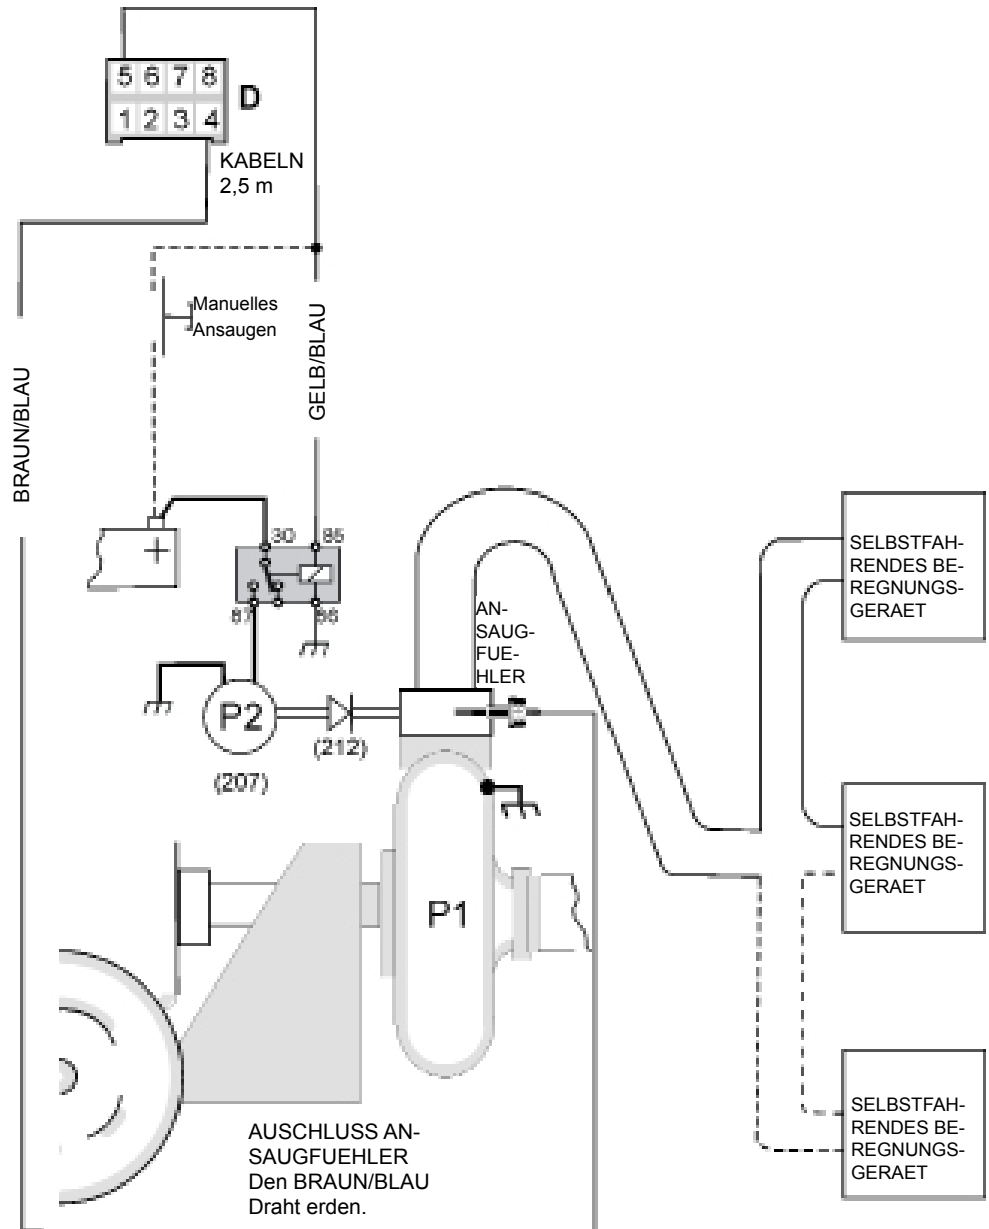 5 6 7 8
D
1 2 3 4
KABELN
2,5 m
Manuelles
Ansaugen
BRAUN/BLAU
GELB/BLAU
+
30
85
87
86
AN-
SAUG-
FUE-
HLER
P2
(212)
(207)
P1
SELBSTFAH-
RENDES BE-
REGNUNGS-
GERAET
SELBSTFAH-
RENDES BE-
REGNUNGS-
GERAET
SELBSTFAH-
RENDES BE-
REGNUNGS-
GERAET
AUSCHLUSS AN-
SAUGFUEHLER
Den BRAUN/BLAU
Draht erden.